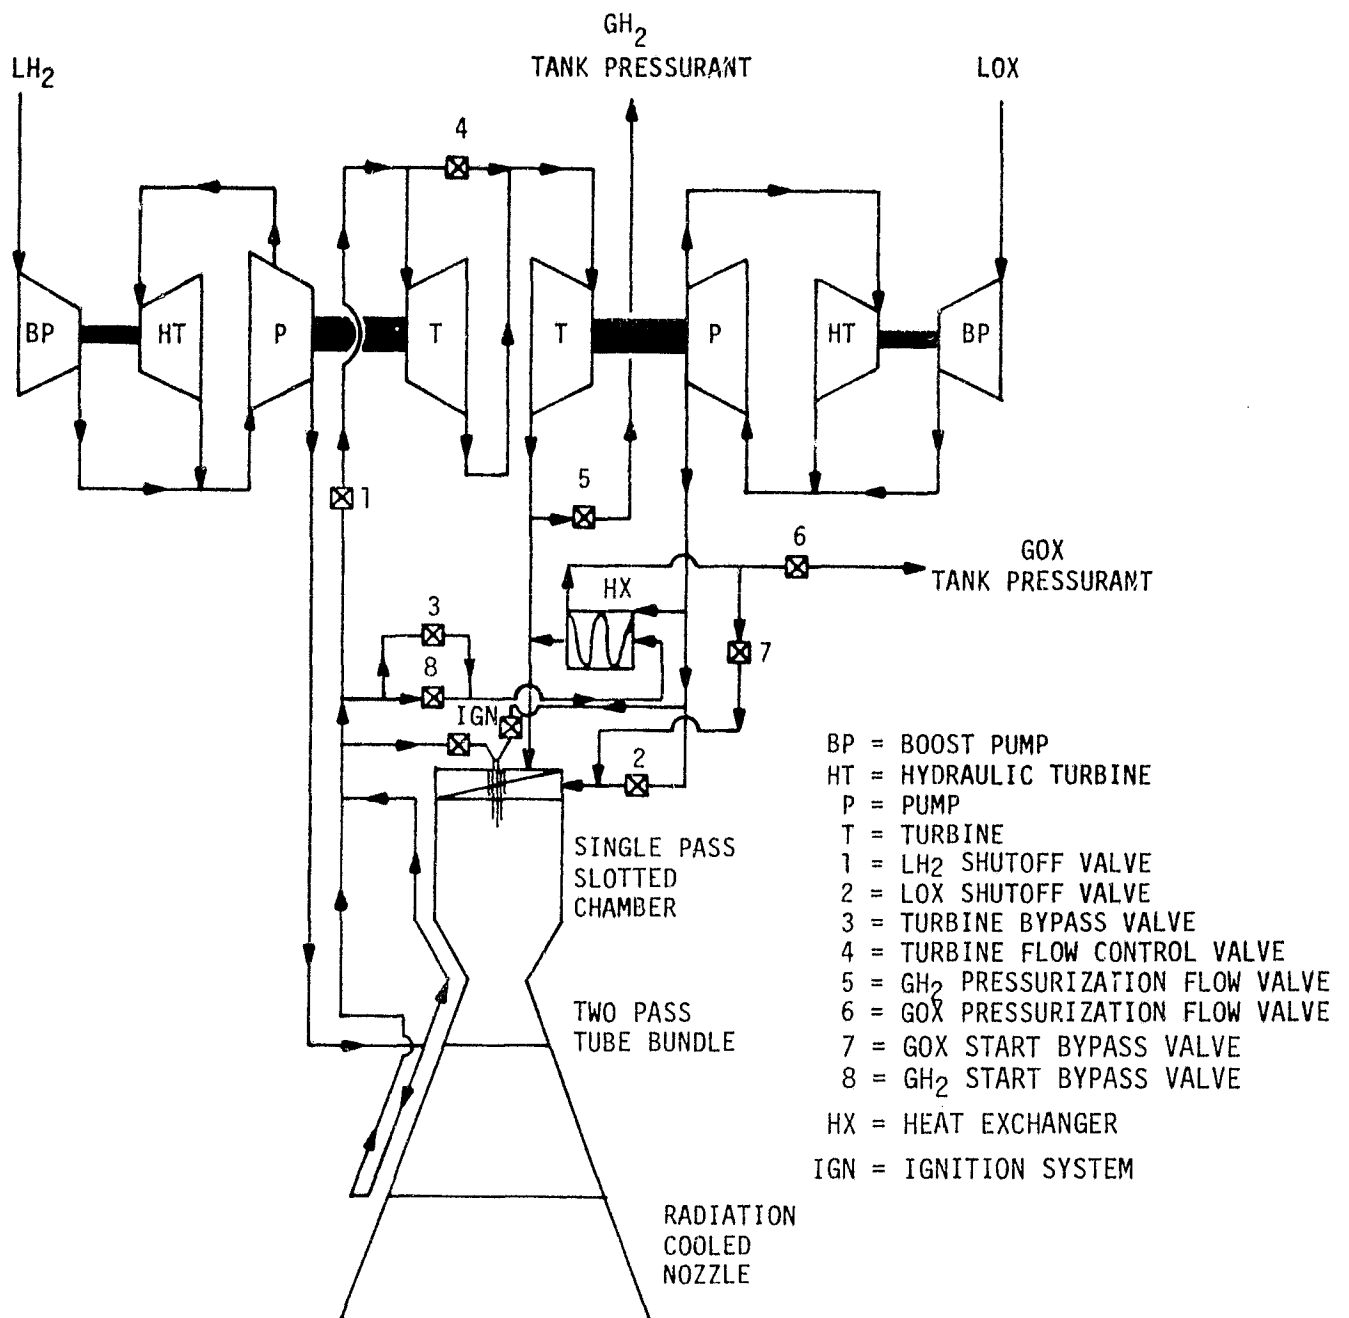 GH2
TANK PRESSURANT
LH2
LOX
4
BP
HT
P
T
T
P
HT
BP
1
5
6
GOX
TANK PRESSURANT
HX
3
7
8
IGN
2
SINGLE PASS
SLOTTED
CHAMBER
TWO PASS
TUBE BUNDLE
RADIATION
COOLED
NOZZLE
BP = BOOST PUMP
HT = HYDRAULIC TURBINE
P = PUMP
T = TURBINE
1 = LH2 SHUTOFF VALVE
2 = LOX SHUTOFF VALVE
3 = TURBINE BYPASS VALVE
4 = TURBINE FLOW CONTROL VALVE
5 = GH2 PRESSURIZATION FLOW VALVE
6 = GOX PRESSURIZATION FLOW VALVE
7 = GOX START BYPASS VALVE
8 = GH2 START BYPASS VALVE
HX = HEAT EXCHANGER
IGN = IGNITION SYSTEM